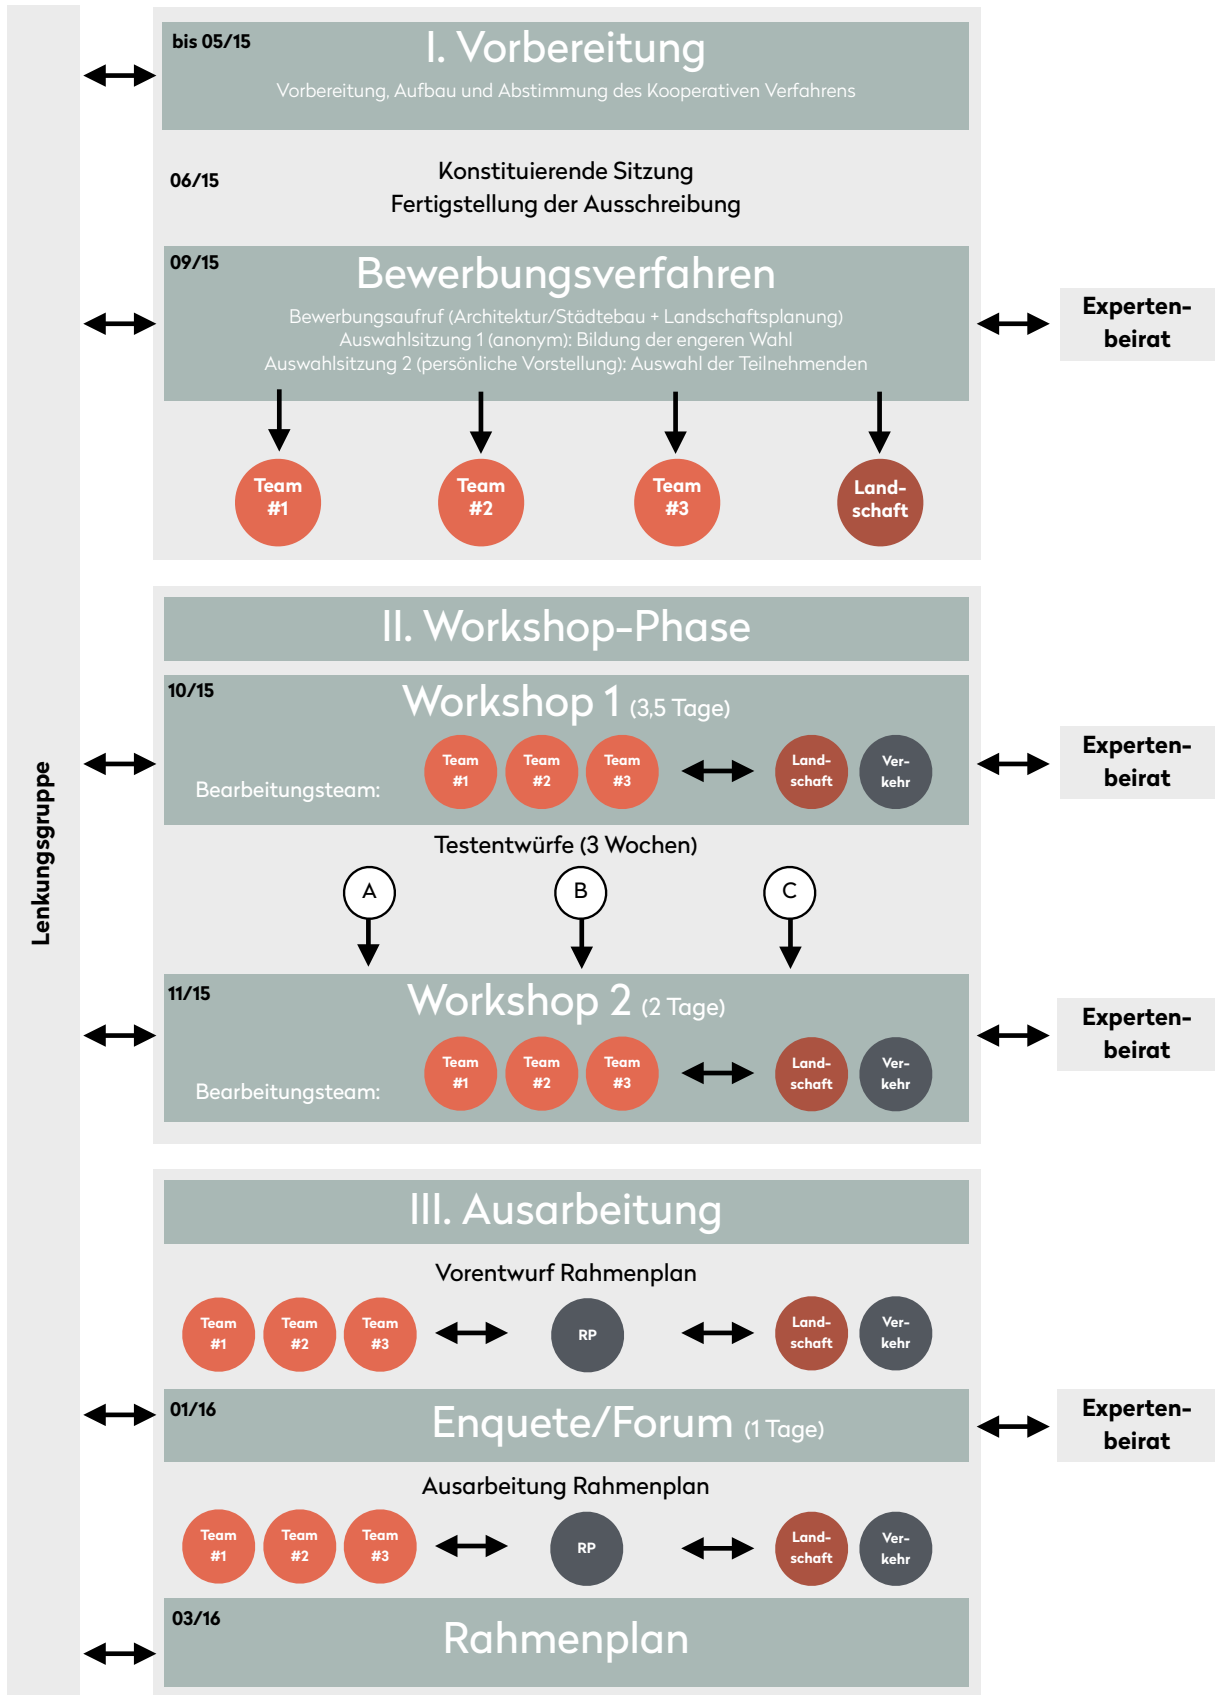 Lenkungsgruppe
bis 05/15
I. Vorbereitung
Vorbereitung, Aufbau und Abstimmung des Kooperativen Verfahrens
06/15
Konstituierende Sitzung
Fertigstellung der Ausschreibung
09/15
Bewerbungsverfahren
Bewerbungsaufruf (Architektur/Städtebau + Landschaftsplanung)
Auswahlsitzung 1 (anonym): Bildung der engeren Wahl
Auswahlsitzung 2 (persönliche Vorstellung): Auswahl der Teilnehmenden
Experten-
beirat
Team
#1
Team
#2
Team
#3
Land-
schaft
II. Workshop-Phase
10/15
Workshop 1 (3,5 Tage)
Bearbeitungsteam:
Team
#1
Team
#2
Team
#3
Land-
schaft
Ver-
kehr
Experten-
beirat
Testentwürfe (3 Wochen)
A
B
C
11/15
Workshop 2 (2 Tage)
Bearbeitungsteam:
Team
#1
Team
#2
Team
#3
Land-
schaft
Ver-
kehr
Experten-
beirat
III. Ausarbeitung
Vorentwurf Rahmenplan
Team
#1
Team
#2
Team
#3
RP
Land-
schaft
Ver-
kehr
01/16
Enquete/Forum (1 Tage)
Experten-
beirat
Ausarbeitung Rahmenplan
Team
#1
Team
#2
Team
#3
RP
Land-
schaft
Ver-
kehr
03/16
Rahmenplan